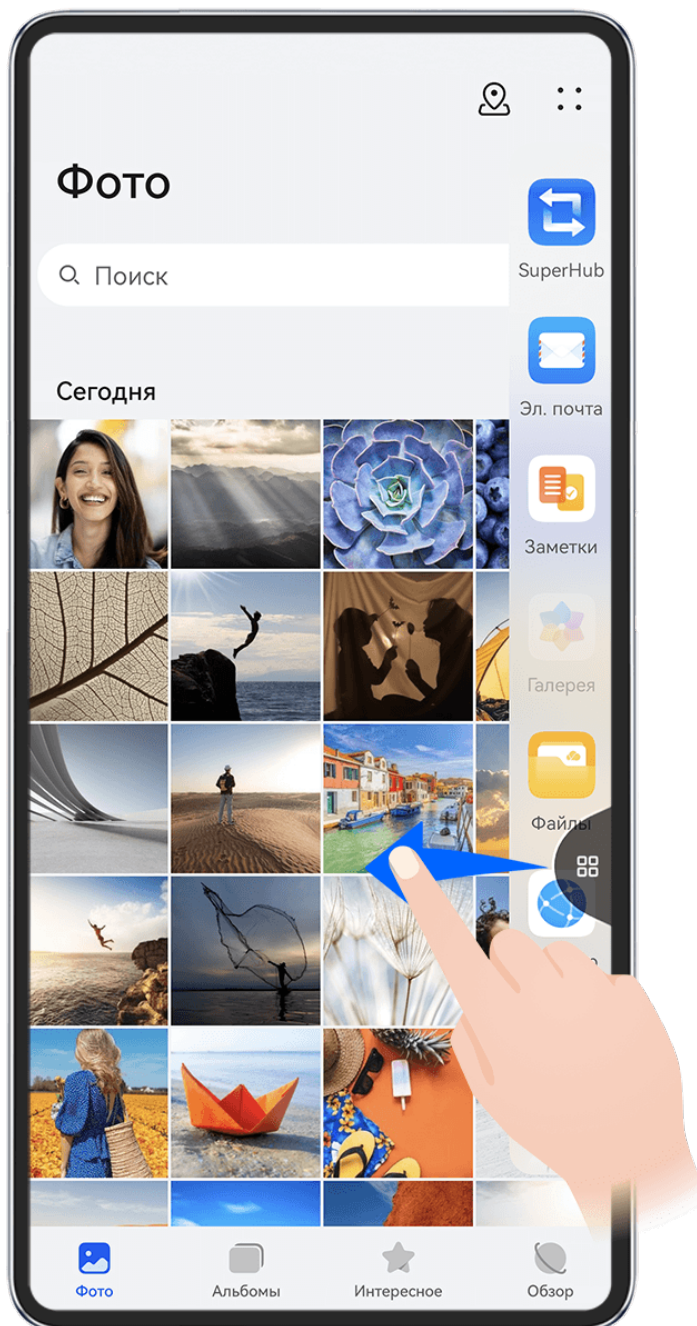 Фото
SuperHub
Поиск
Эл. почта
Сегодня
Заметки
Галерея
Файлы
Фото
Альбомы
Интересное
Обзор